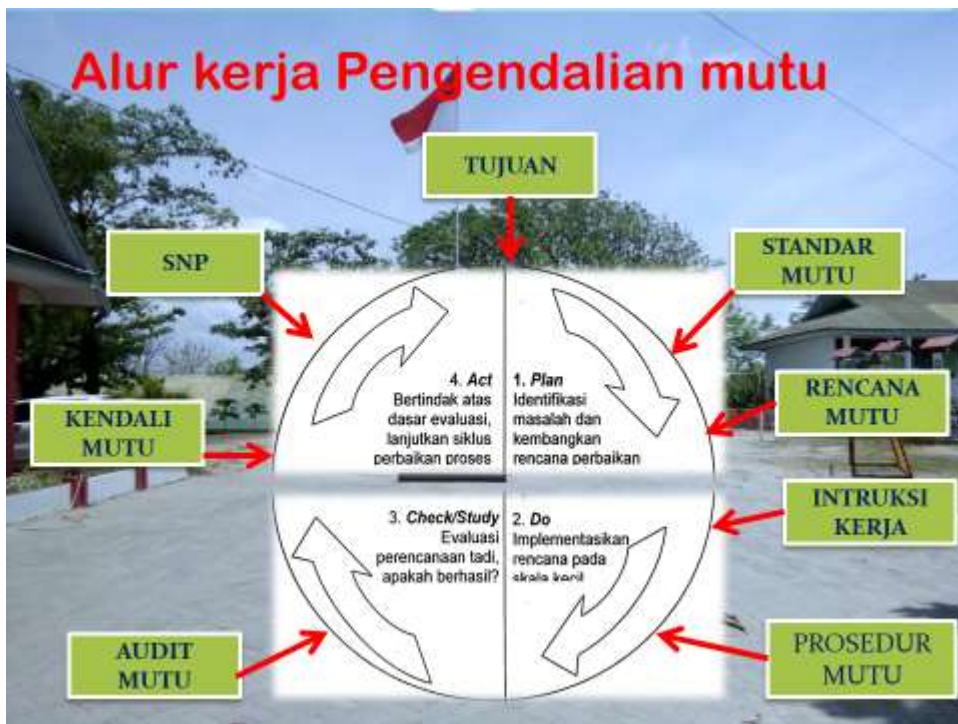 Alur kerja Pengendalian mutu
TUJUAN
SNP
STANDAR
MUTU
KENDALI
MUTU
RENCANA
MUTU
4. Act
Bertindak atas
dasar evaluasi,
lanjutkan siklus
perbaikan proses
1. Plan
Identifikasi
masalah dan
kembangkan
rencana perbaikan
INTRUKSI
KERJA
3. Check/Study
Evaluasi
perencanaan tadi,
apakah berhasil?
2. Do
Implementasikan
rencana pada
skala kecil
AUDIT
MUTU
PROSEDUR
MUTU